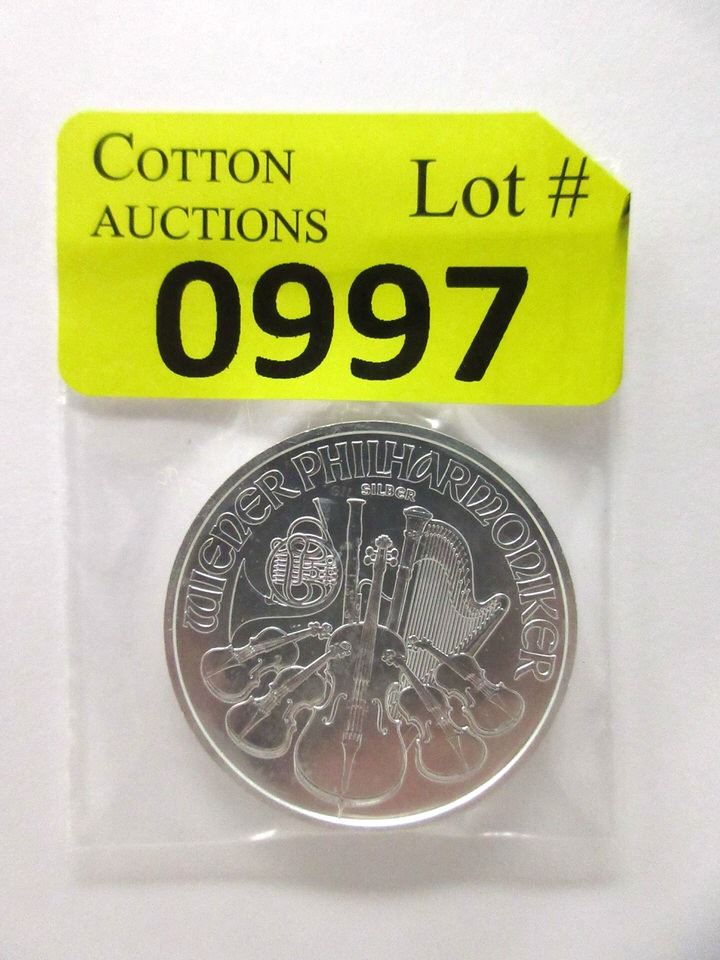 COTTON
AUCTIONS
Lot #
0997
WIENER PHILHARMONIKER
SILBER